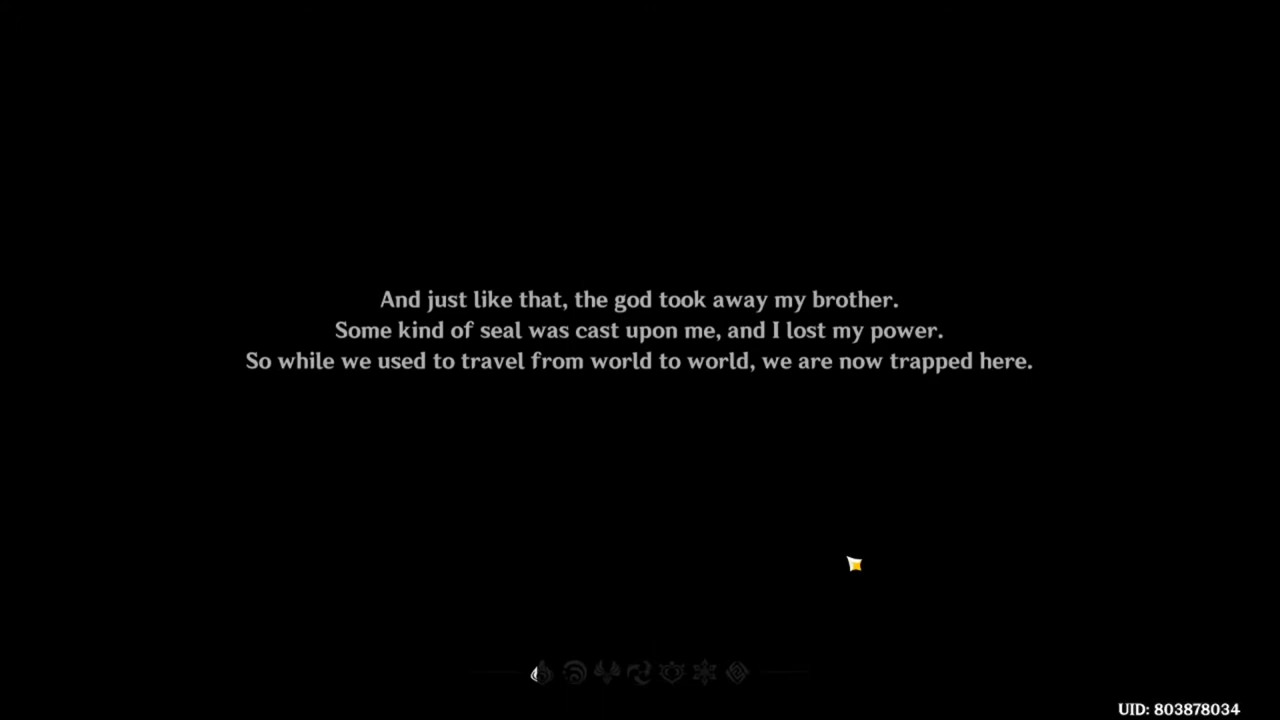 And just like that, the god took away my brother.
Some kind of seal was cast upon me, and I lost my power.
So while we used to travel from world to world, we are now trapped here.
UID: 803878034